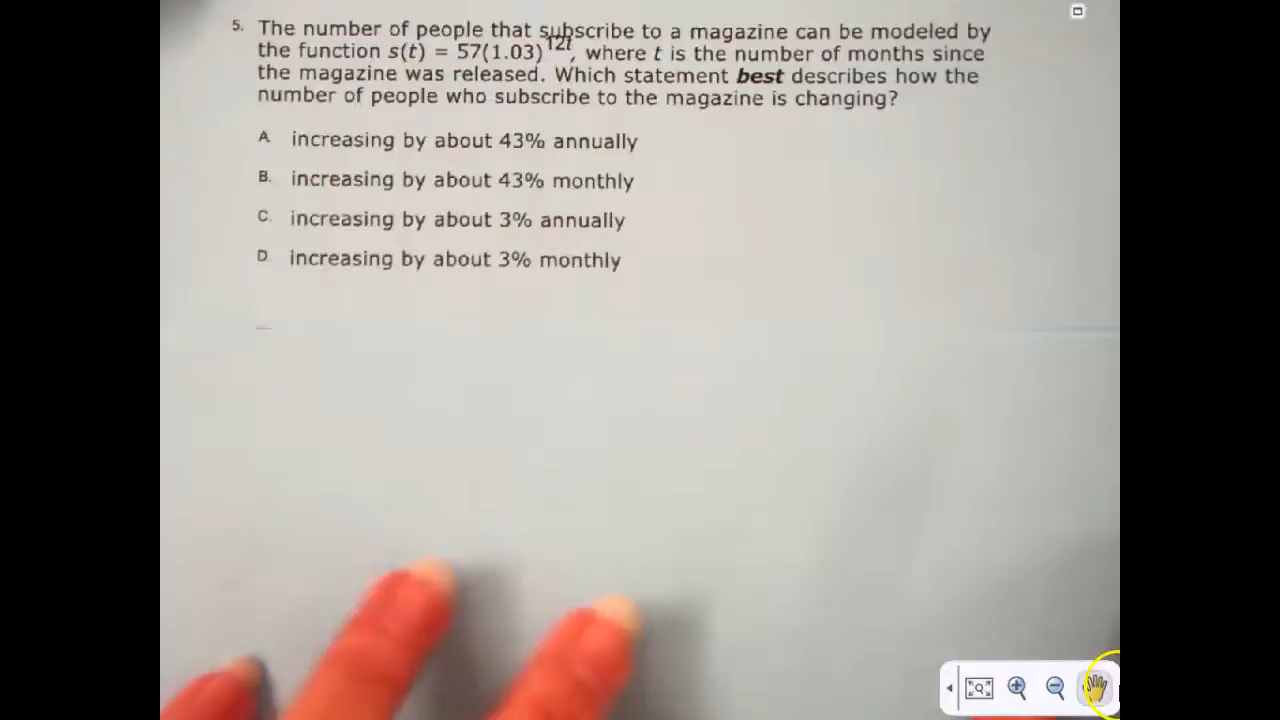 5. The number of people that subscribe to a magazine can be modeled by
the function s(t) = 57(1.03)^12t, where t is the number of months since
the magazine was released. Which statement best describes how the
number of people who subscribe to the magazine is changing?
A increasing by about 43% annually
B. increasing by about 43% monthly
C. increasing by about 3% annually
D increasing by about 3% monthly